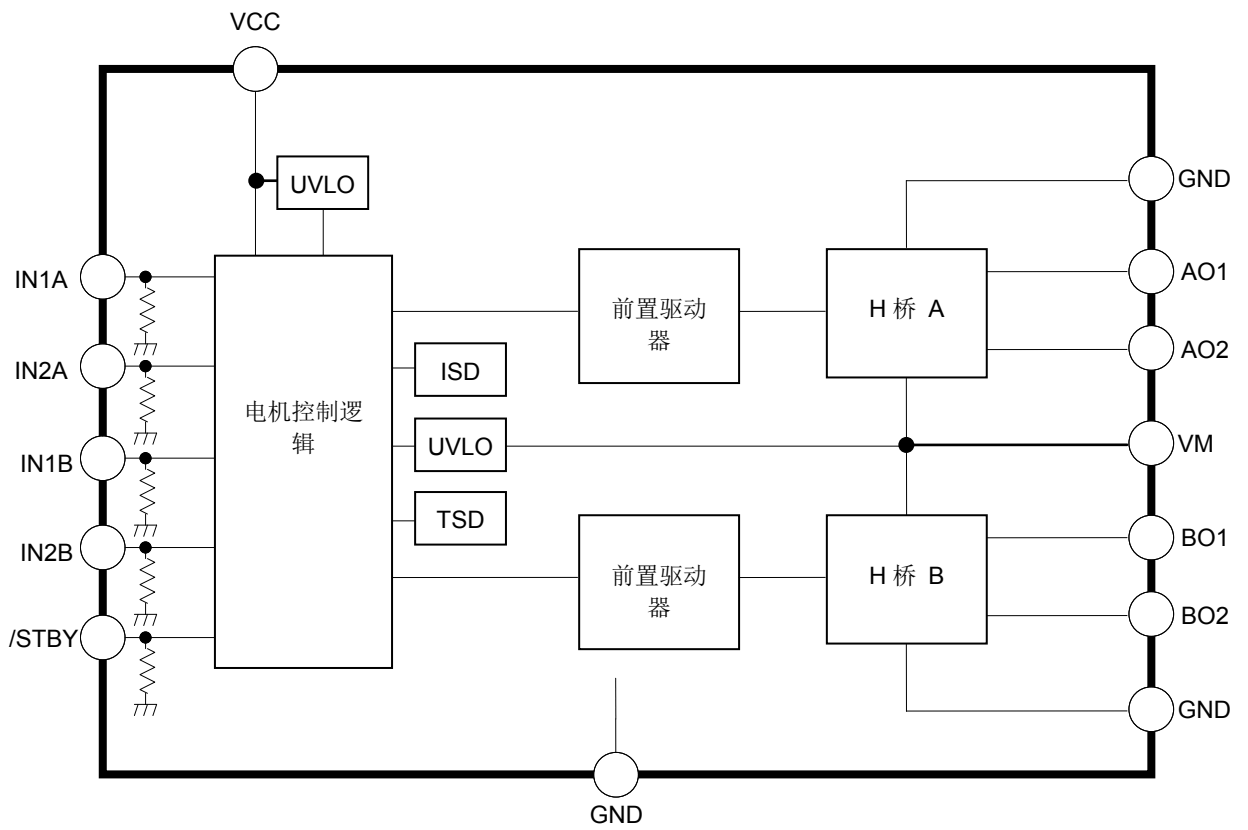 VCC
UVLO
GND
IN1A
AO1
前置驱动
器
H 桥 A
IN2A
AO2
ISD
电机控制逻
辑
UVLO
VM
IN1B
TSD
BO1
IN2B
前置驱动
器
H 桥 B
BO2
/STBY
GND
GND